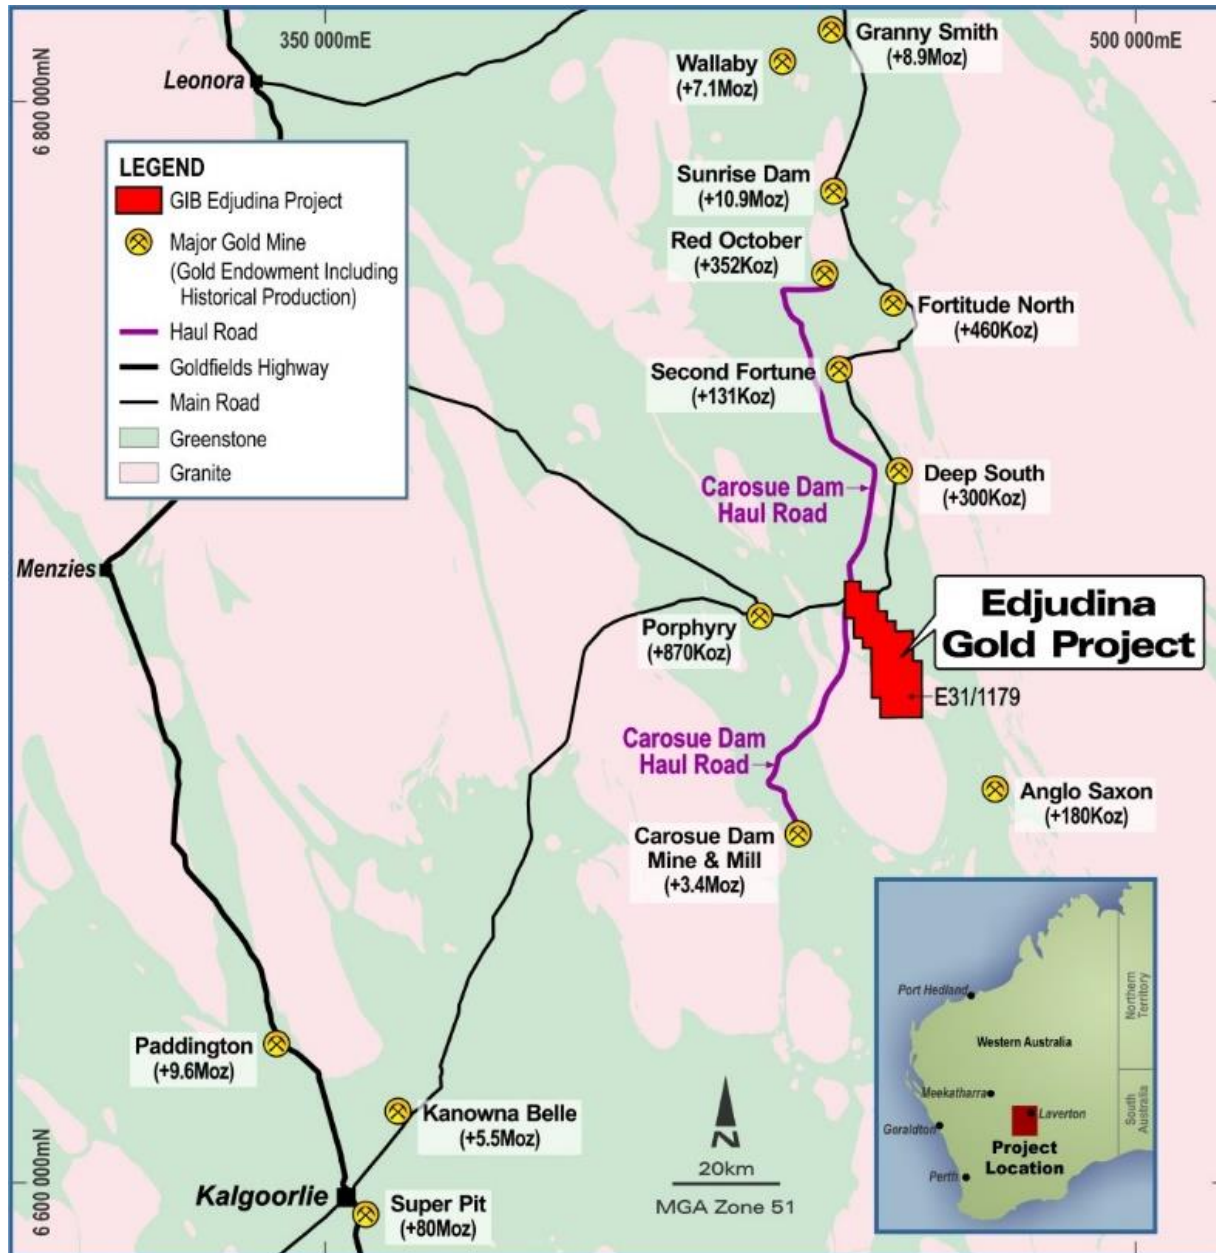 350 000mE
500 000mE
6 800 000mN
6 600 000mN
Leonora
Granny Smith
(+8.9Moz)
Wallaby
(+7.1Moz)
LEGEND
GIB Edjudina Project
Major Gold Mine
(Gold Endowment Including
Historical Production)
Haul Road
Goldfields Highway
Main Road
Greenstone
Granite
Sunrise Dam
(+10.9Moz)
Red October
(+352Koz)
Fortitude North
(+460Koz)
Second Fortune
(+131Koz)
Carosue Dam
Haul Road
Deep South
(+300Koz)
Menzies
Edjudina
Gold Project
Porphyry
(+870Koz)
E31/1179
Carosue Dam
Haul Road
Anglo Saxon
(+180Koz)
Carosue Dam
Mine & Mill
(+3.4Moz)
Paddington
(+9.6Moz)
Kanowna Belle
(+5.5Moz)
Kalgoorlie
Super Pit
(+80Moz)
N
20km
MGA Zone 51
Port Hedland
Northern
Territory
Western Australia
Meekatharra
Laverton
South
Australia
Geraldton
Project
Location
Perth